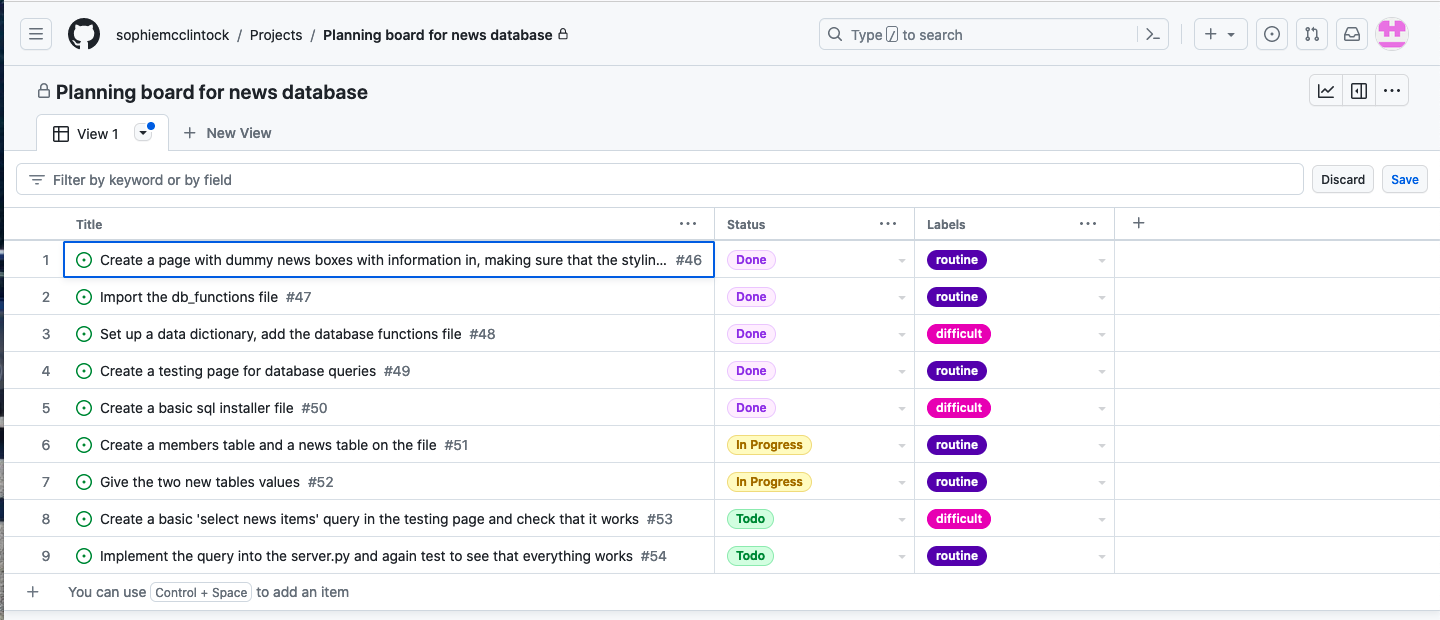 sophiemcclintock / Projects / Planning board for news database
Type / to search
Planning board for news database
View 1
New View
Filter by keyword or by field
Discard
Save
Title Status Labels
1 Create a page with dummy news boxes with information in, making sure that the stylin... #46 Done routine
2 Import the db_functions file #47 Done routine
3 Set up a data dictionary, add the database functions file #48 Done difficult
4 Create a testing page for database queries #49 Done routine
5 Create a basic sql installer file #50 Done difficult
6 Create a members table and a news table on the file #51 In Progress routine
7 Give the two new tables values #52 In Progress routine
8 Create a basic 'select news items' query in the testing page and check that it works #53 Todo difficult
9 Implement the query into the server.py and again test to see that everything works #54 Todo routine
You can use Control + Space to add an item